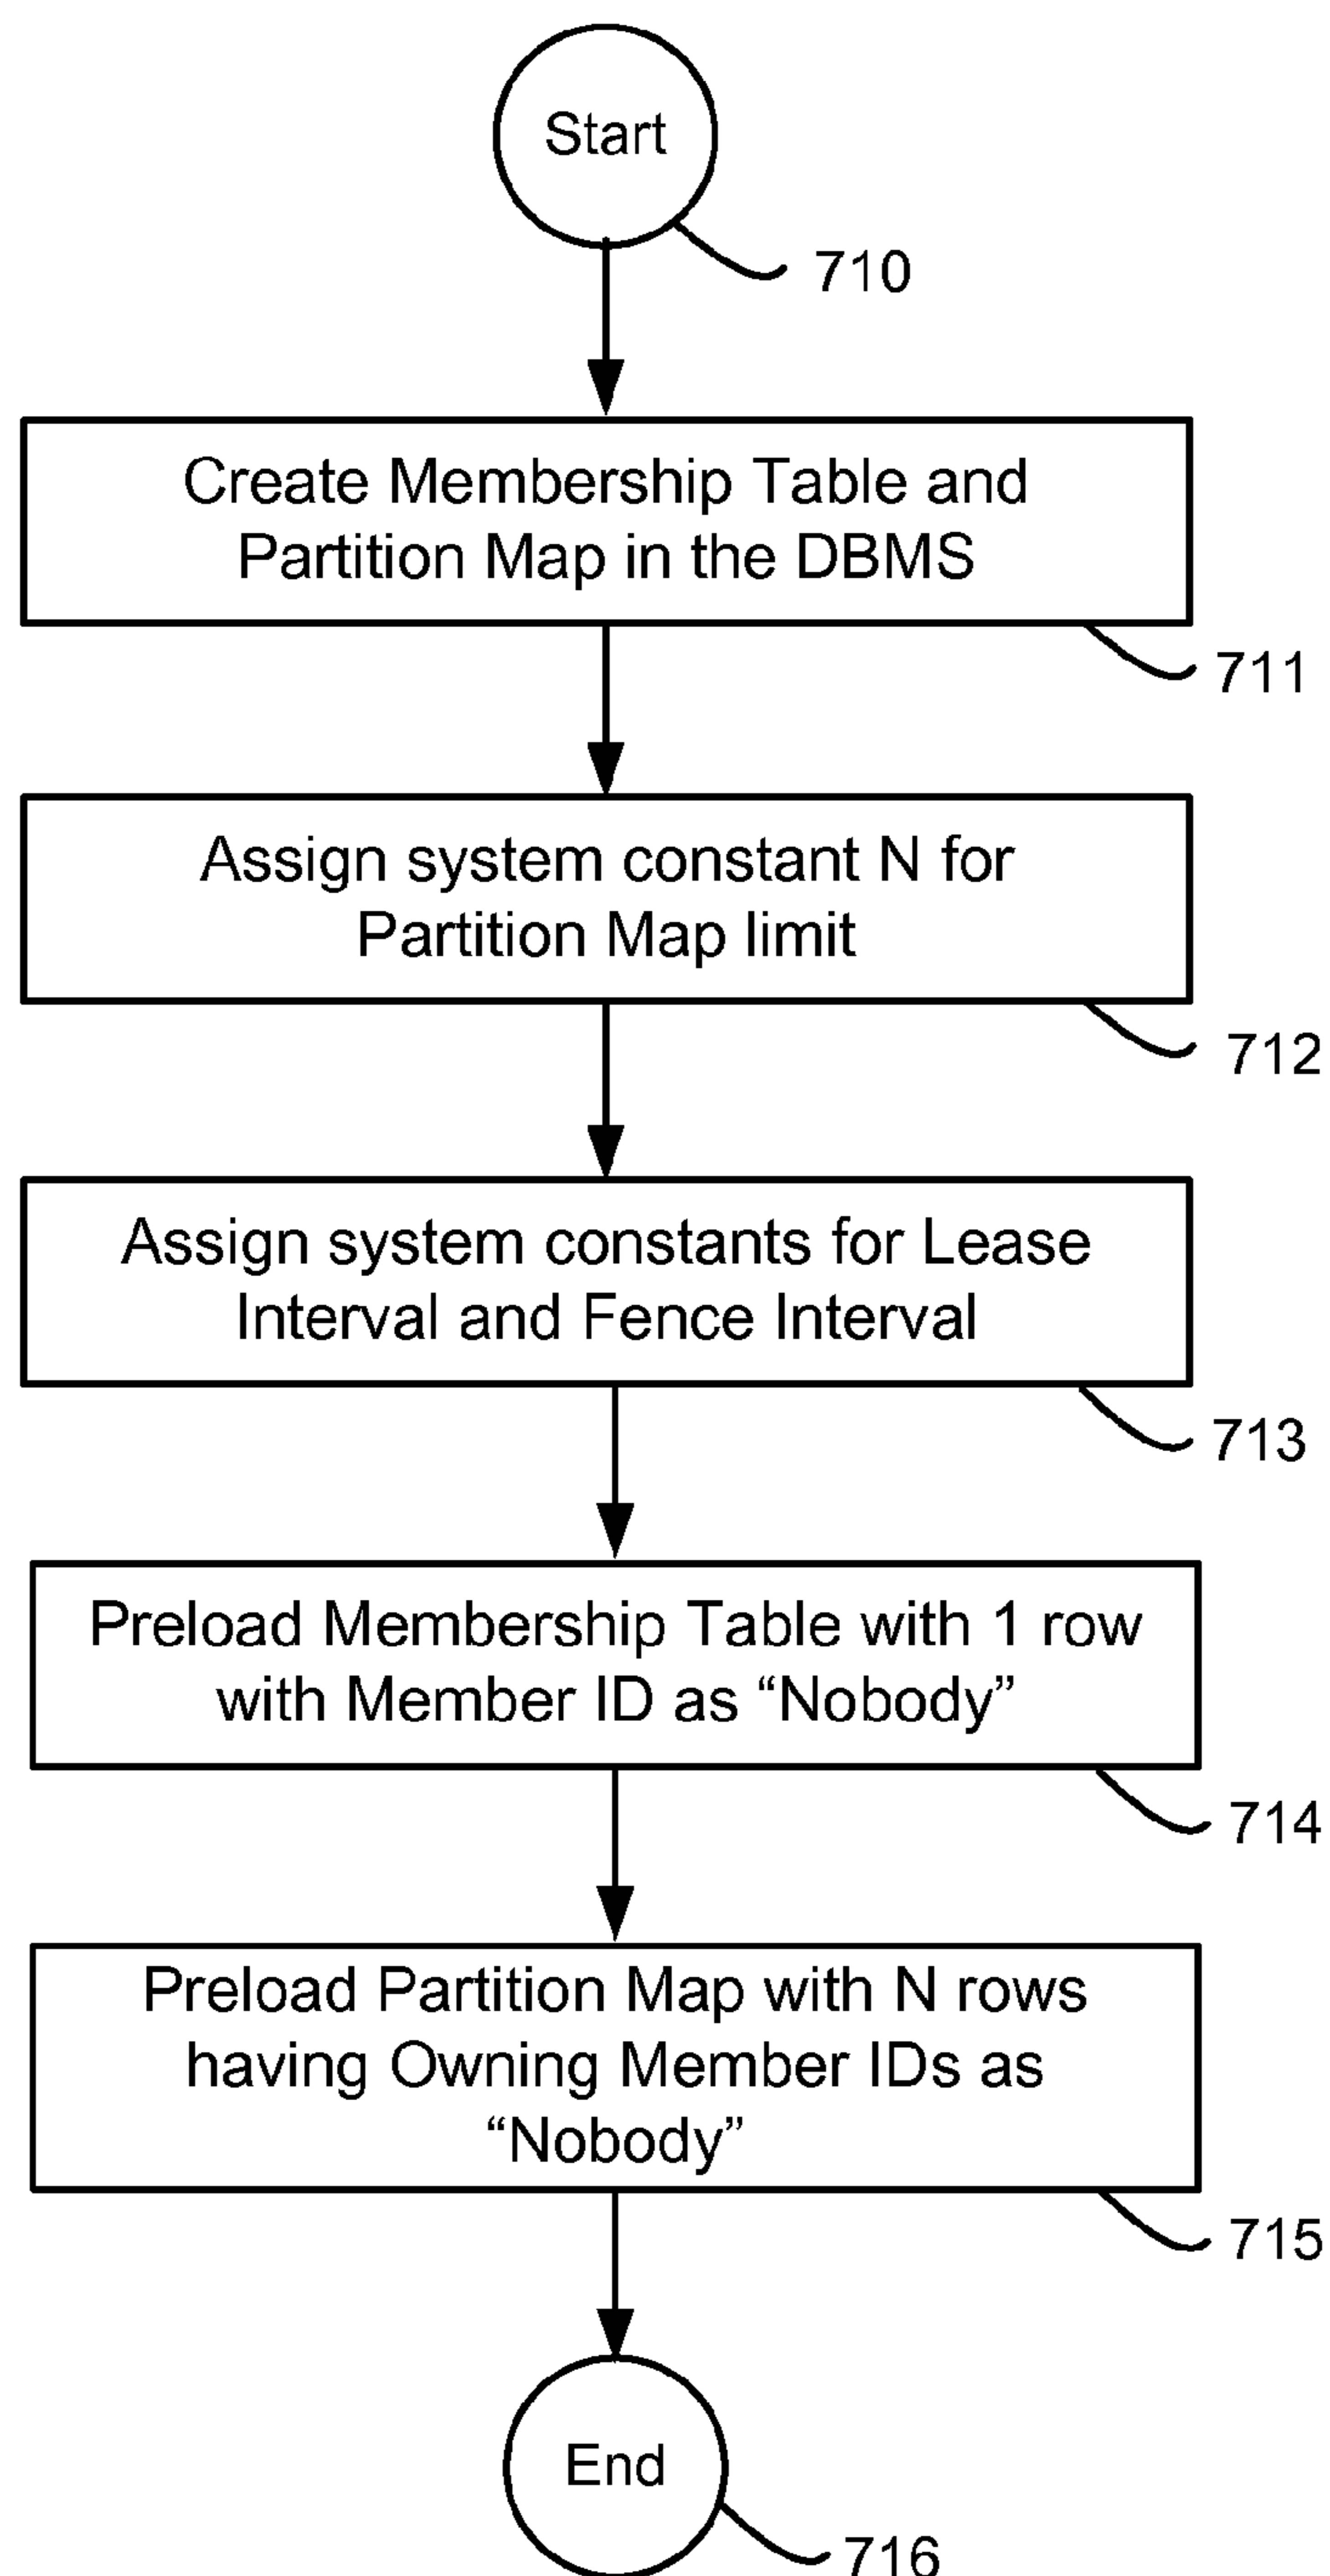 Start
710
Create Membership Table and
Partition Map in the DBMS
711
Assign system constant N for
Partition Map limit
712
Assign system constants for Lease
Interval and Fence Interval
713
Preload Membership Table with 1 row
with Member ID as “Nobody”
714
Preload Partition Map with N rows
having Owning Member IDs as
“Nobody”
715
End
716